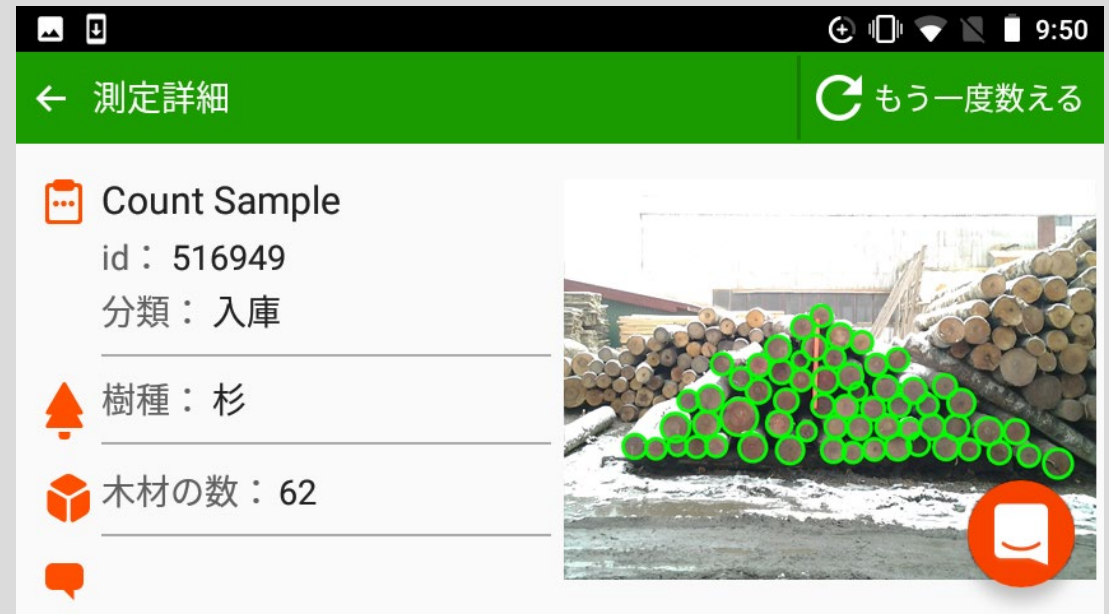 9:50
測定詳細
もう一度数える
Count Sample
id： 516949
分類： 入庫
樹種： 杉
木材の数： 62